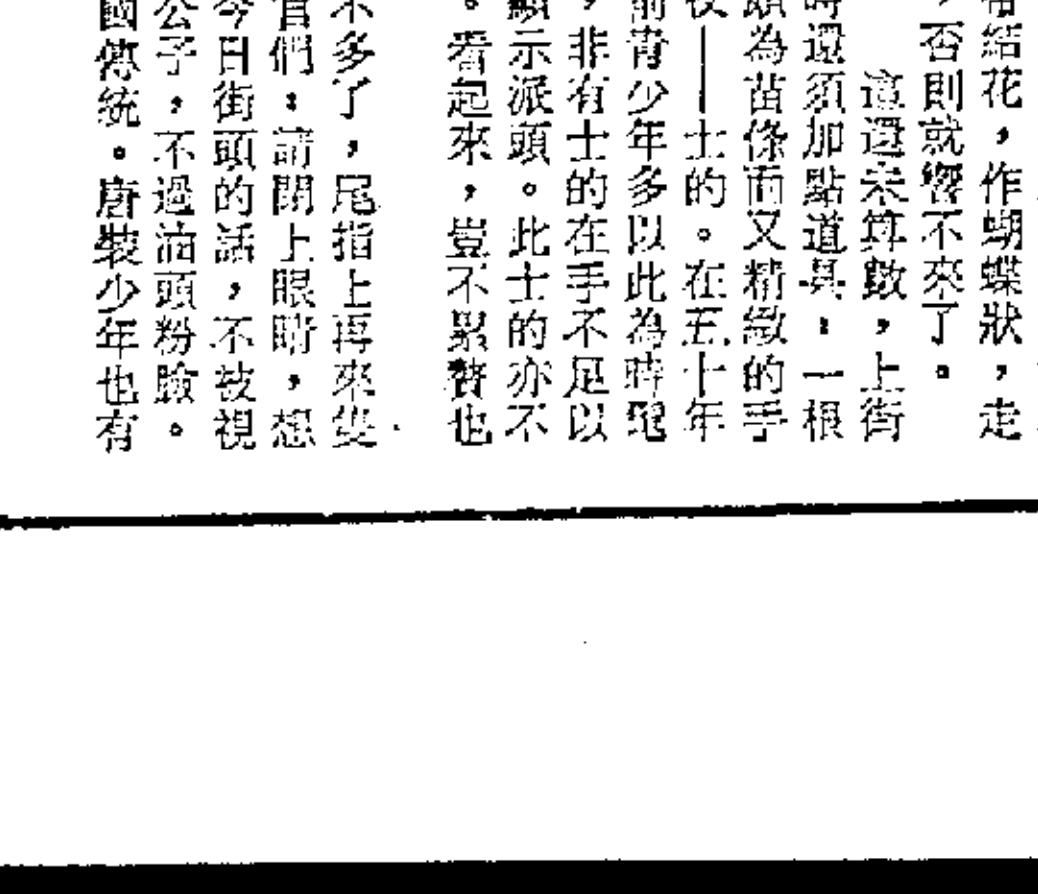 結花，作蝴蝶狀，走
，否則就響不來了。
這還未算數，上街
時還須加點道具：一根
為苗條而又精緻的手
杖——士的。在五十年
前青少年多以此為時髦
，非有士的在手不足以
顯示派頭。此士的亦不
。看起來，豈不累贅也
不多了，尾指上再來隻
官們：請閉上眼睛，想
今日街頭的話，不被視
公子，不過油頭粉臉。
國傳統。唐裝少年也有